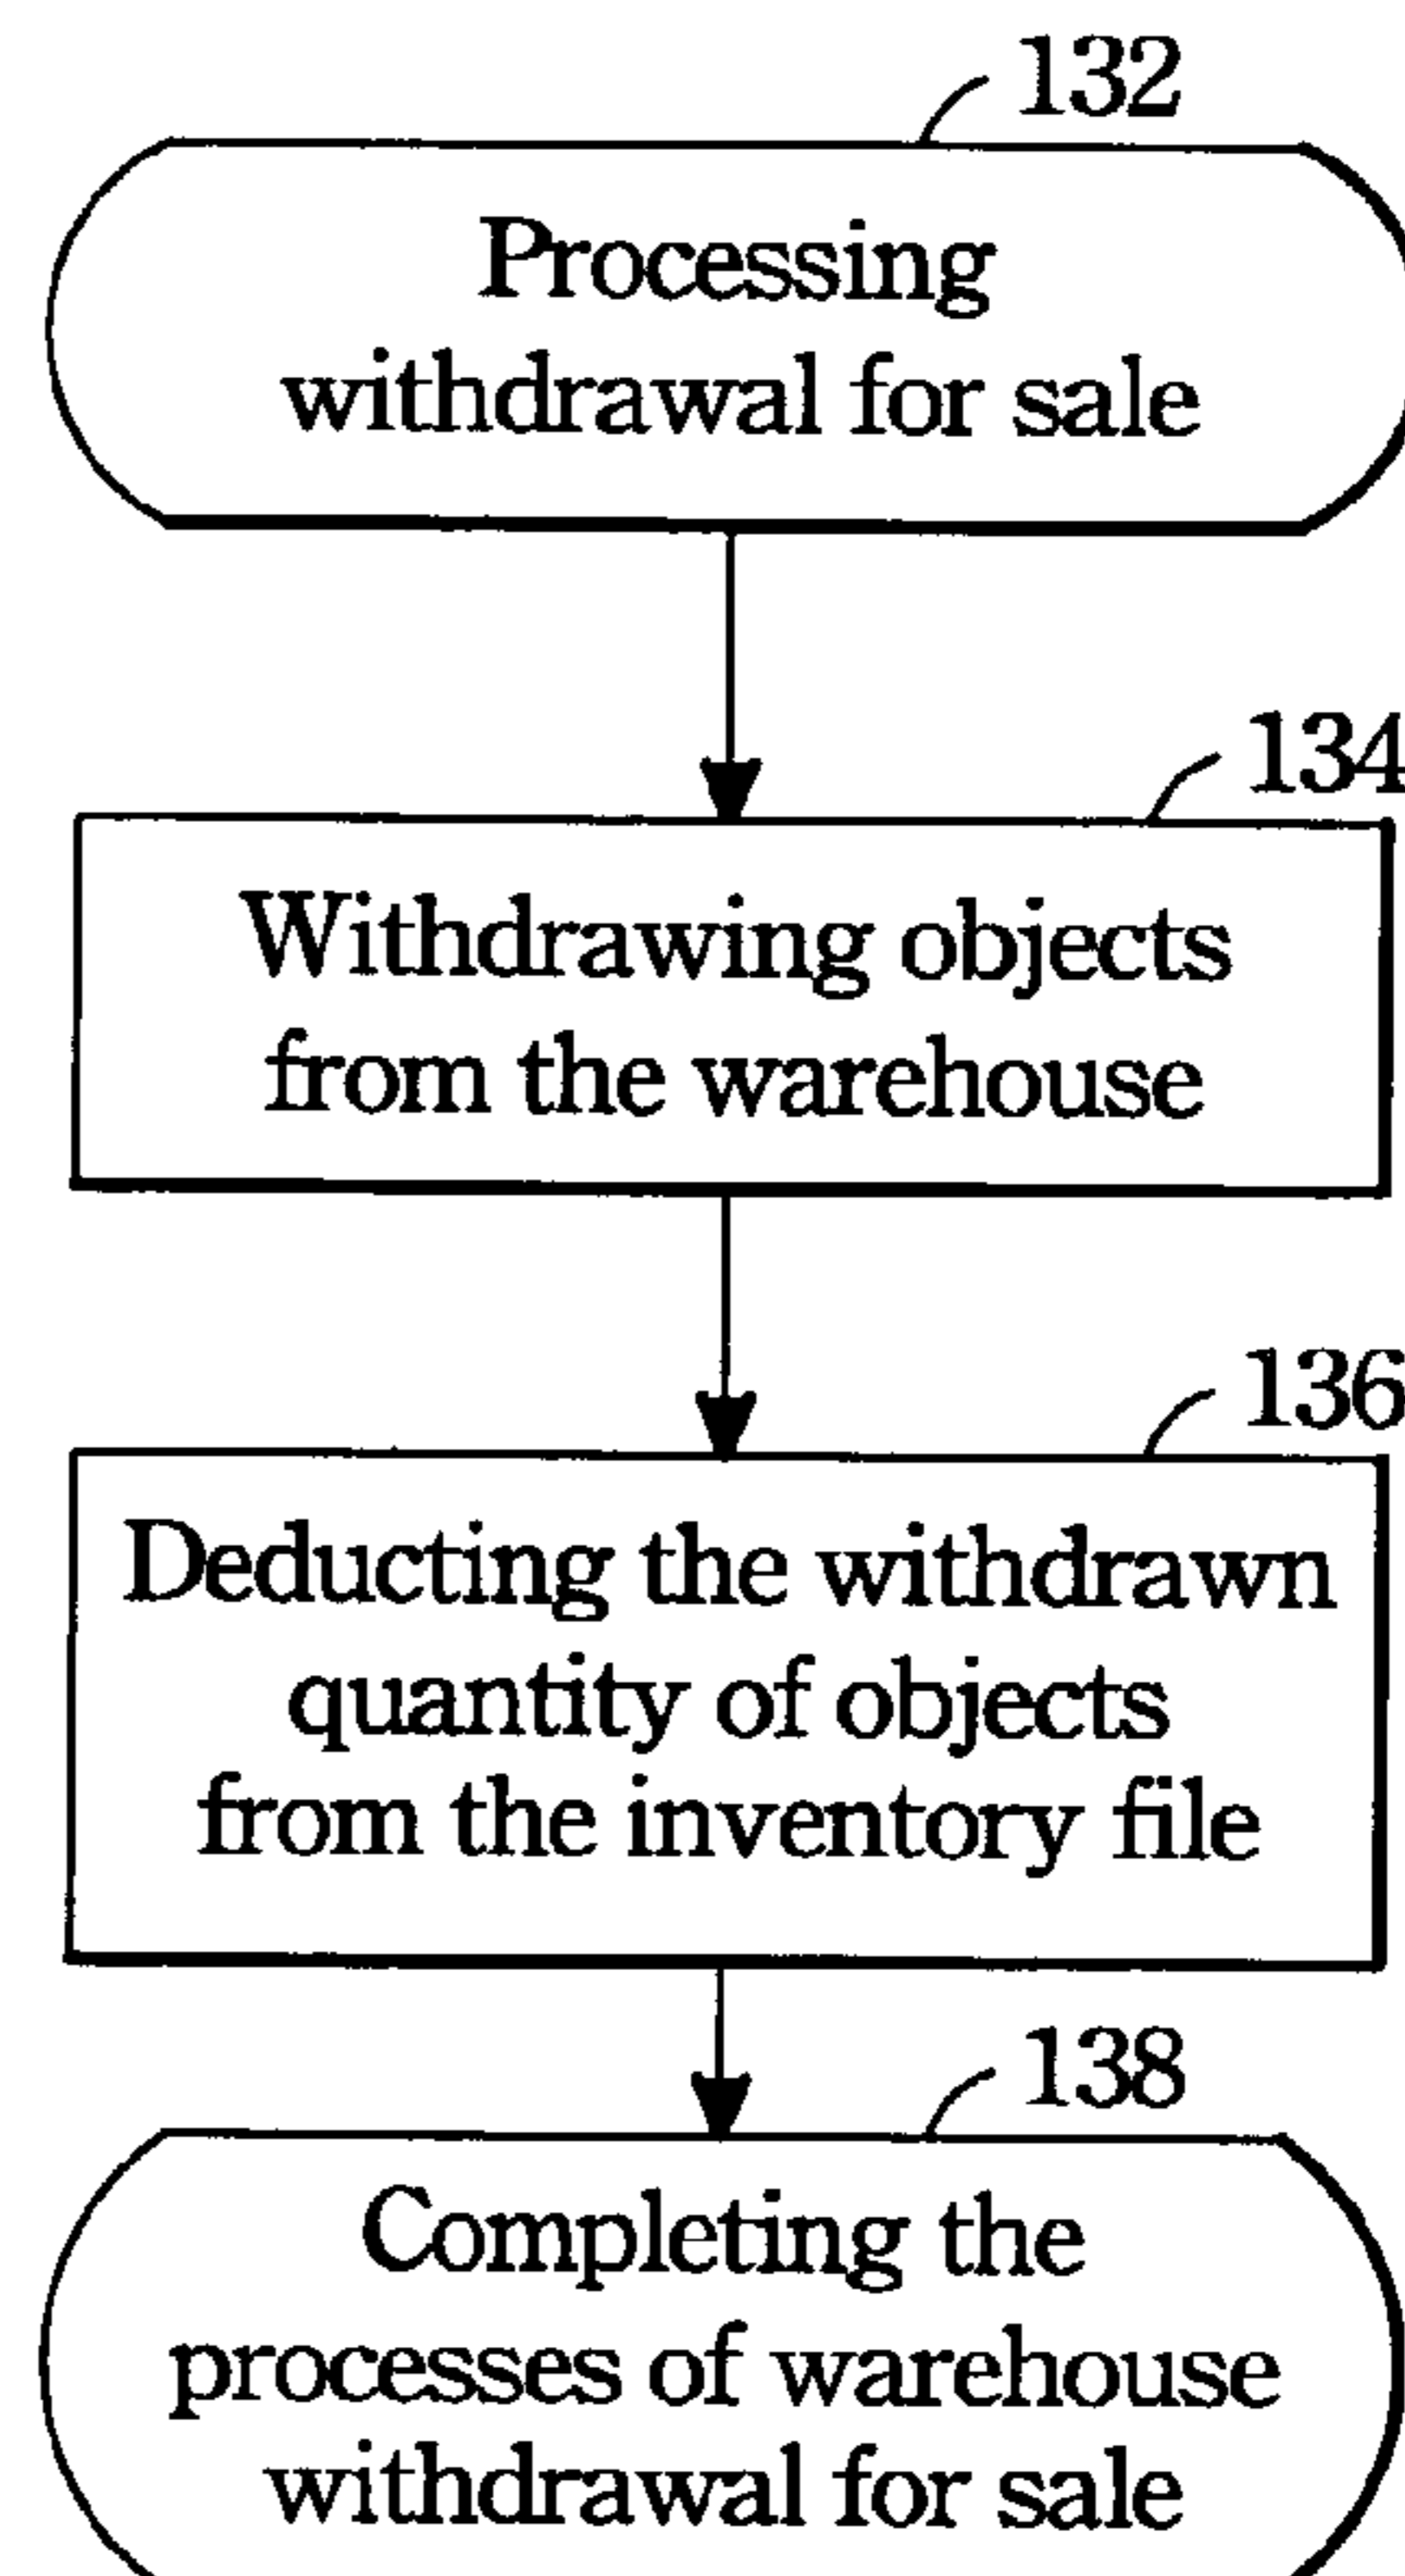 132
Processing
withdrawal for sale
134
Withdrawing objects
from the warehouse
136
Deducting the withdrawn
quantity of objects
from the inventory file
138
Completing the
processes of warehouse
withdrawal for sale